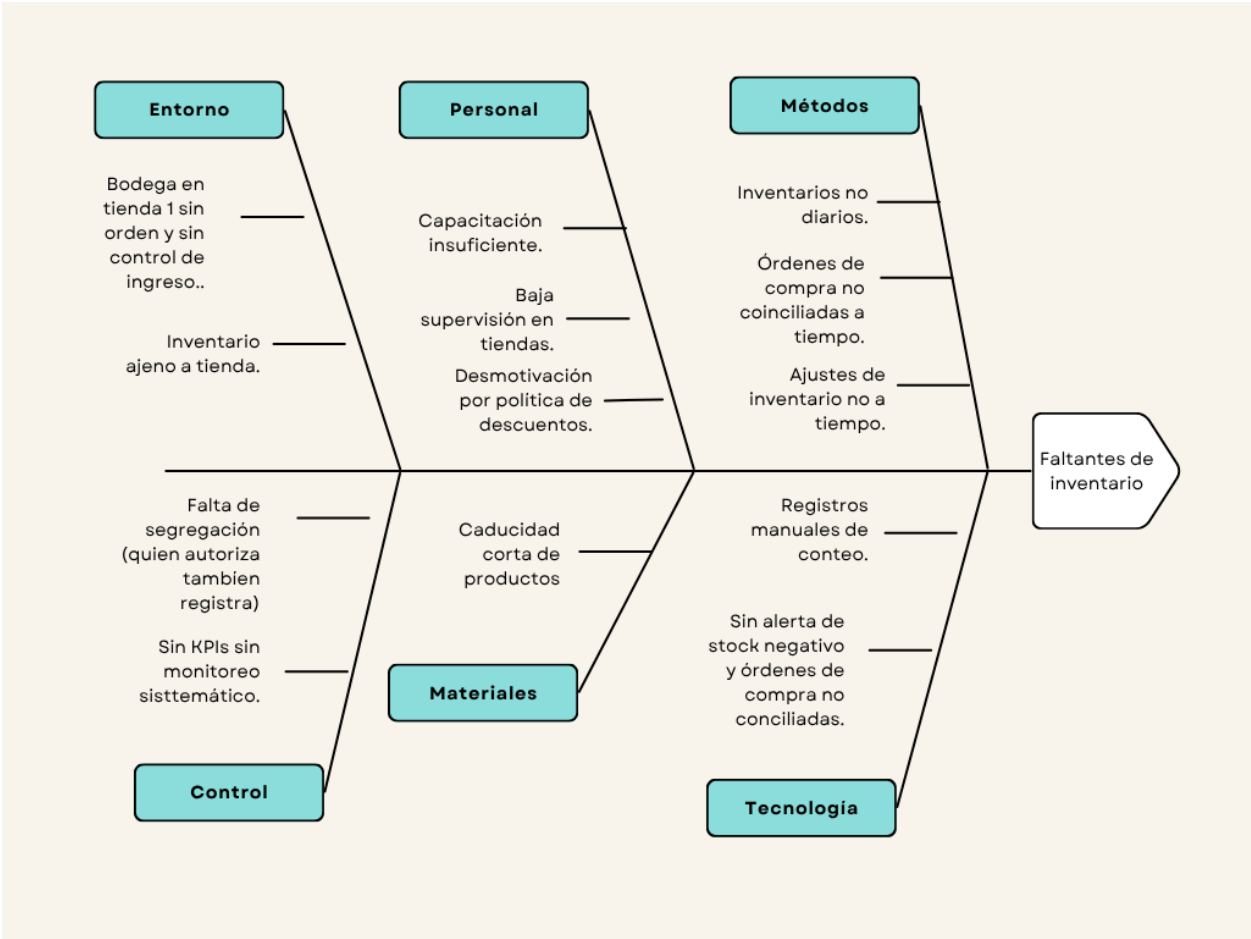 Entorno
Bodega en
tienda 1 sin
orden y sin
control de
ingreso..
Inventario
ajeno a tienda.
Personal
Capacitación
insuficiente.
Baja
supervisión en
tiendas.
Desmotivación
por política de
descuentos.
Métodos
Inventarios no
diarios.
Órdenes de
compra no
coinciliadas a
tiempo.
Ajustes de
inventario no a
tiempo.
Faltantes de
inventario
Falta de
segregación
(quien autoriza
tambien
registra)
Sin KPIs sin
monitoreo
sisttemático.
Control
Caducidad
corta de
productos
Materiales
Registros
manuales de
conteo.
Sin alerta de
stock negativo
y órdenes de
compra no
conciliadas.
Tecnología